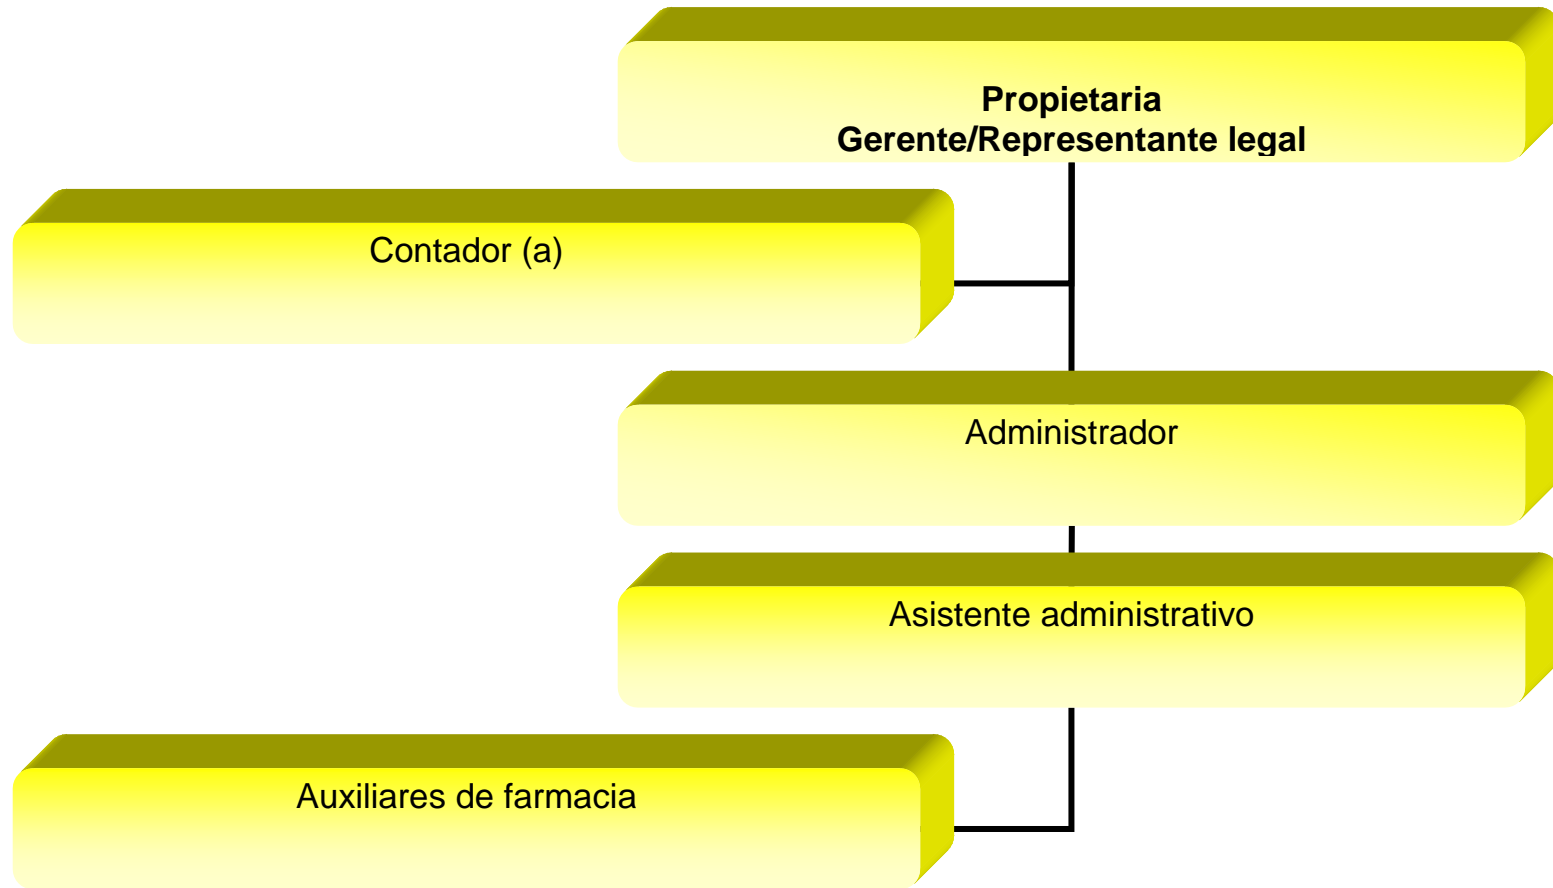 Propietaria
Gerente/Representante legal
Contador (a)
Administrador
Asistente administrativo
Auxiliares de farmacia